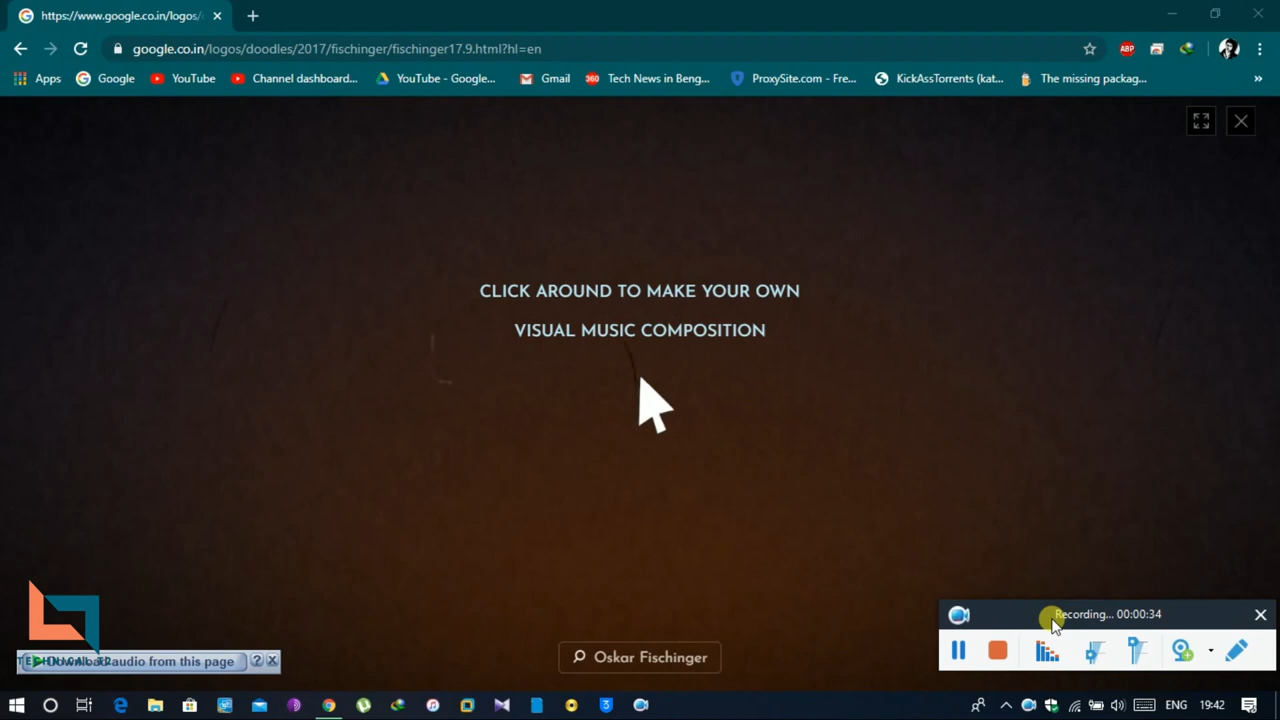 https://www.google.co.in/logos/
google.co.in/logos/doodles/2017/fischinger/fischinger17.9.html?hl=en
ABP
Apps
Google
YouTube
Channel dashboard...
YouTube - Google...
Gmail
360
Tech News in Beng...
ProxySite.com - Fre...
KickAssTorrents (kat...
The missing packag...
»
CLICK AROUND TO MAKE YOUR OWN
VISUAL MUSIC COMPOSITION
Recording... 00:00:34
Oskar Fischinger
Download audio from this page
?
ENG
19:42